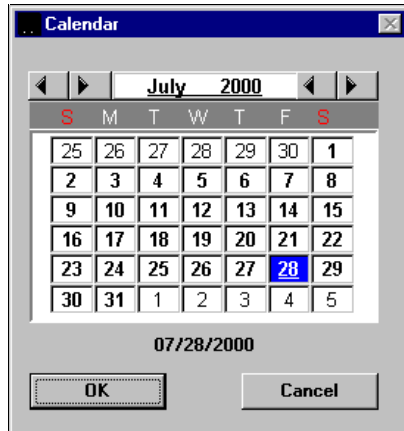 Calendar
July 2000
S M T W T F S
25 26 27 28 29 30 1
2 3 4 5 6 7 8
9 10 11 12 13 14 15
16 17 18 19 20 21 22
23 24 25 26 27 28 29
30 31 1 2 3 4 5
07/28/2000
OK Cancel